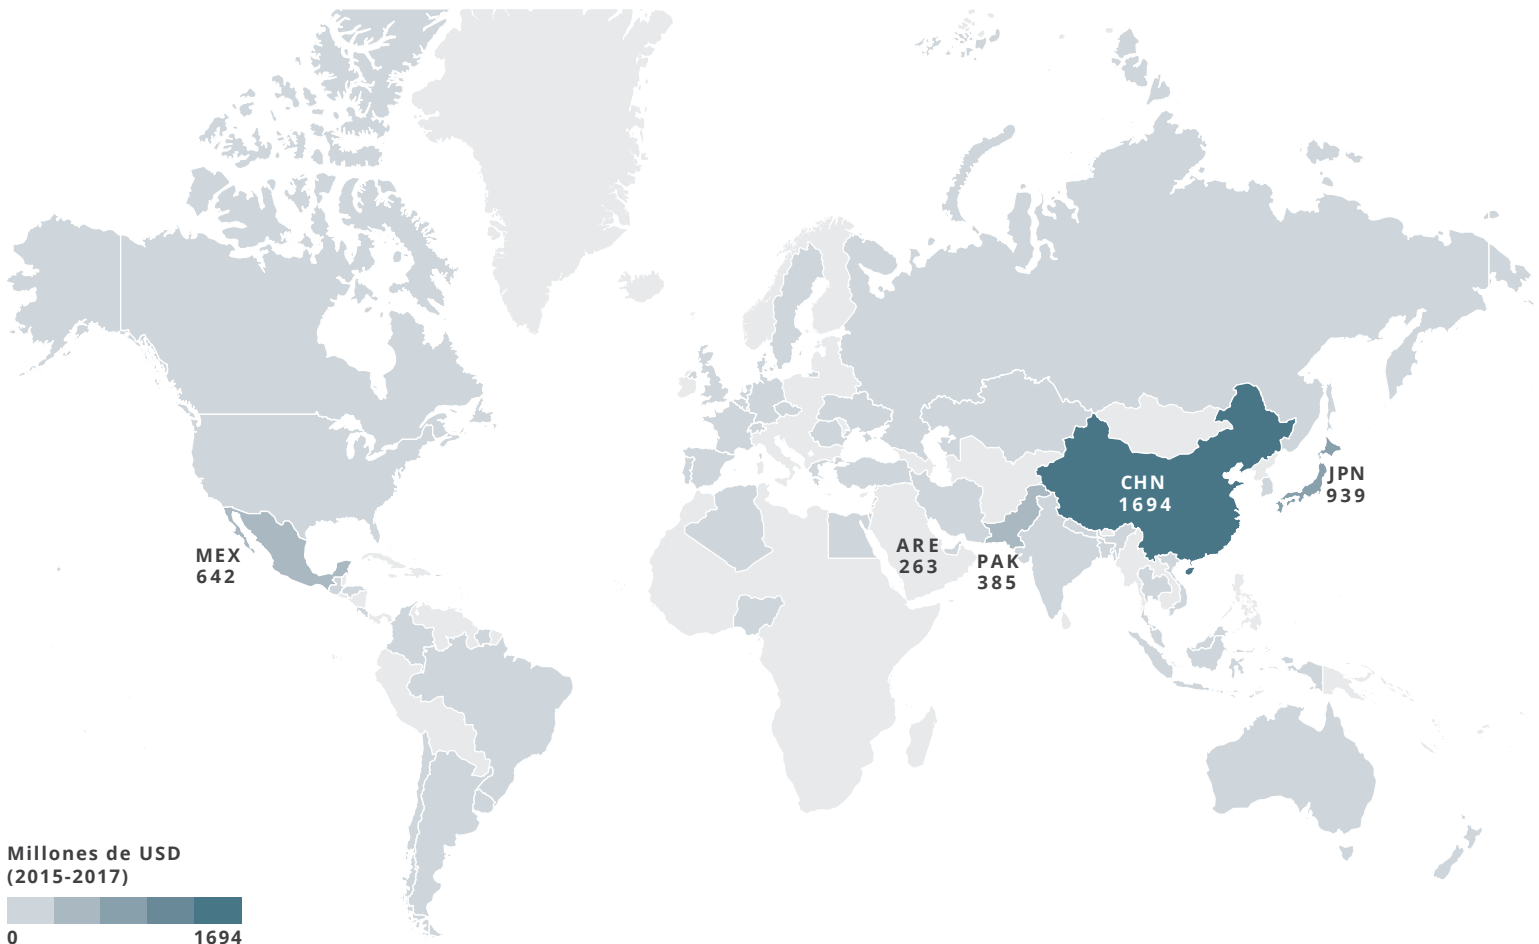 CHN
1694
JPN
939
MEX
642
ARE
263
PAK
385
Millones de USD
(2015-2017)
0
1694